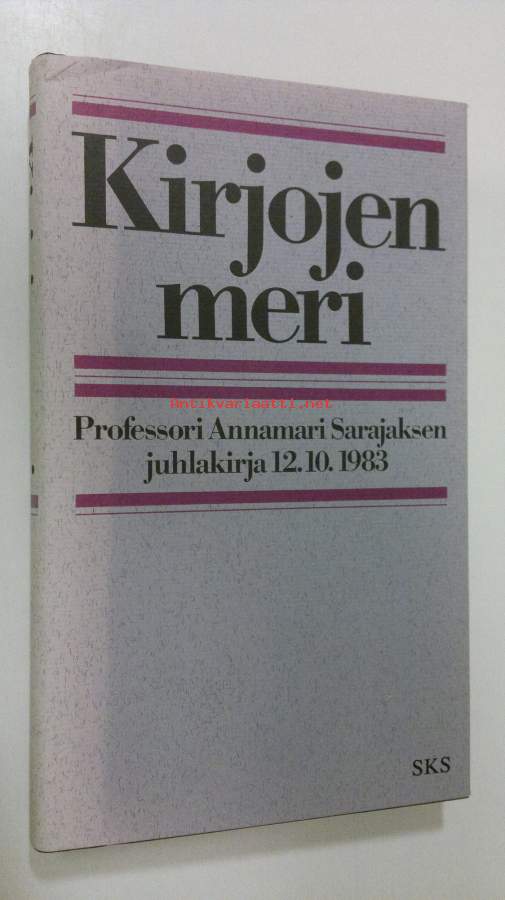 Kirjojen
meri
Antikvariaatti.net
Professori Annamari Sarajaksen
juhlakirja 12.10.1983
SKS